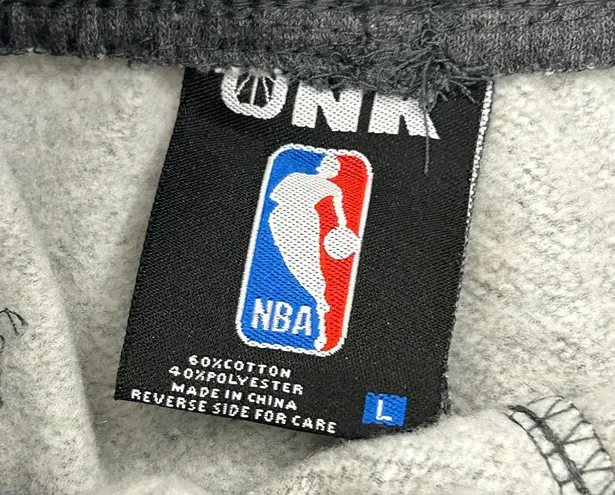 UNK
NBA
60%COTTON
40%POLYESTER
MADE IN CHINA
REVERSE SIDE FOR CARE
L